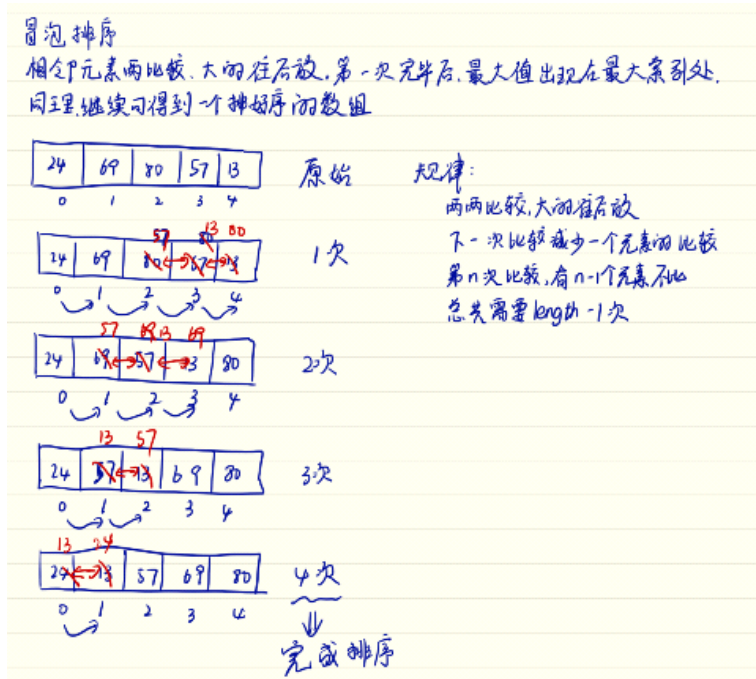 冒泡排序
相邻元素两比较、大的往后放,第一次完毕后,最大值出现在最大索引处.
同理,继续可得到一个排好序的数组
24 69 80 57 13 原始
0 1 2 3 4
规律:
两两比较,大的往后放
下一次比较减少一个元素的比较
第n次比较,有n-1个元素不比
总共需要length-1次
57 80 13 80
24 69 80 57 13 1次
0 1 2 3 4
57 69 13 69
24 69 57 13 80 2次
0 1 2 3 4
13 57
24 57 13 69 80 3次
0 1 2 3 4
13 24
24 13 57 69 80 4次
0 1 2 3 4
完成排序